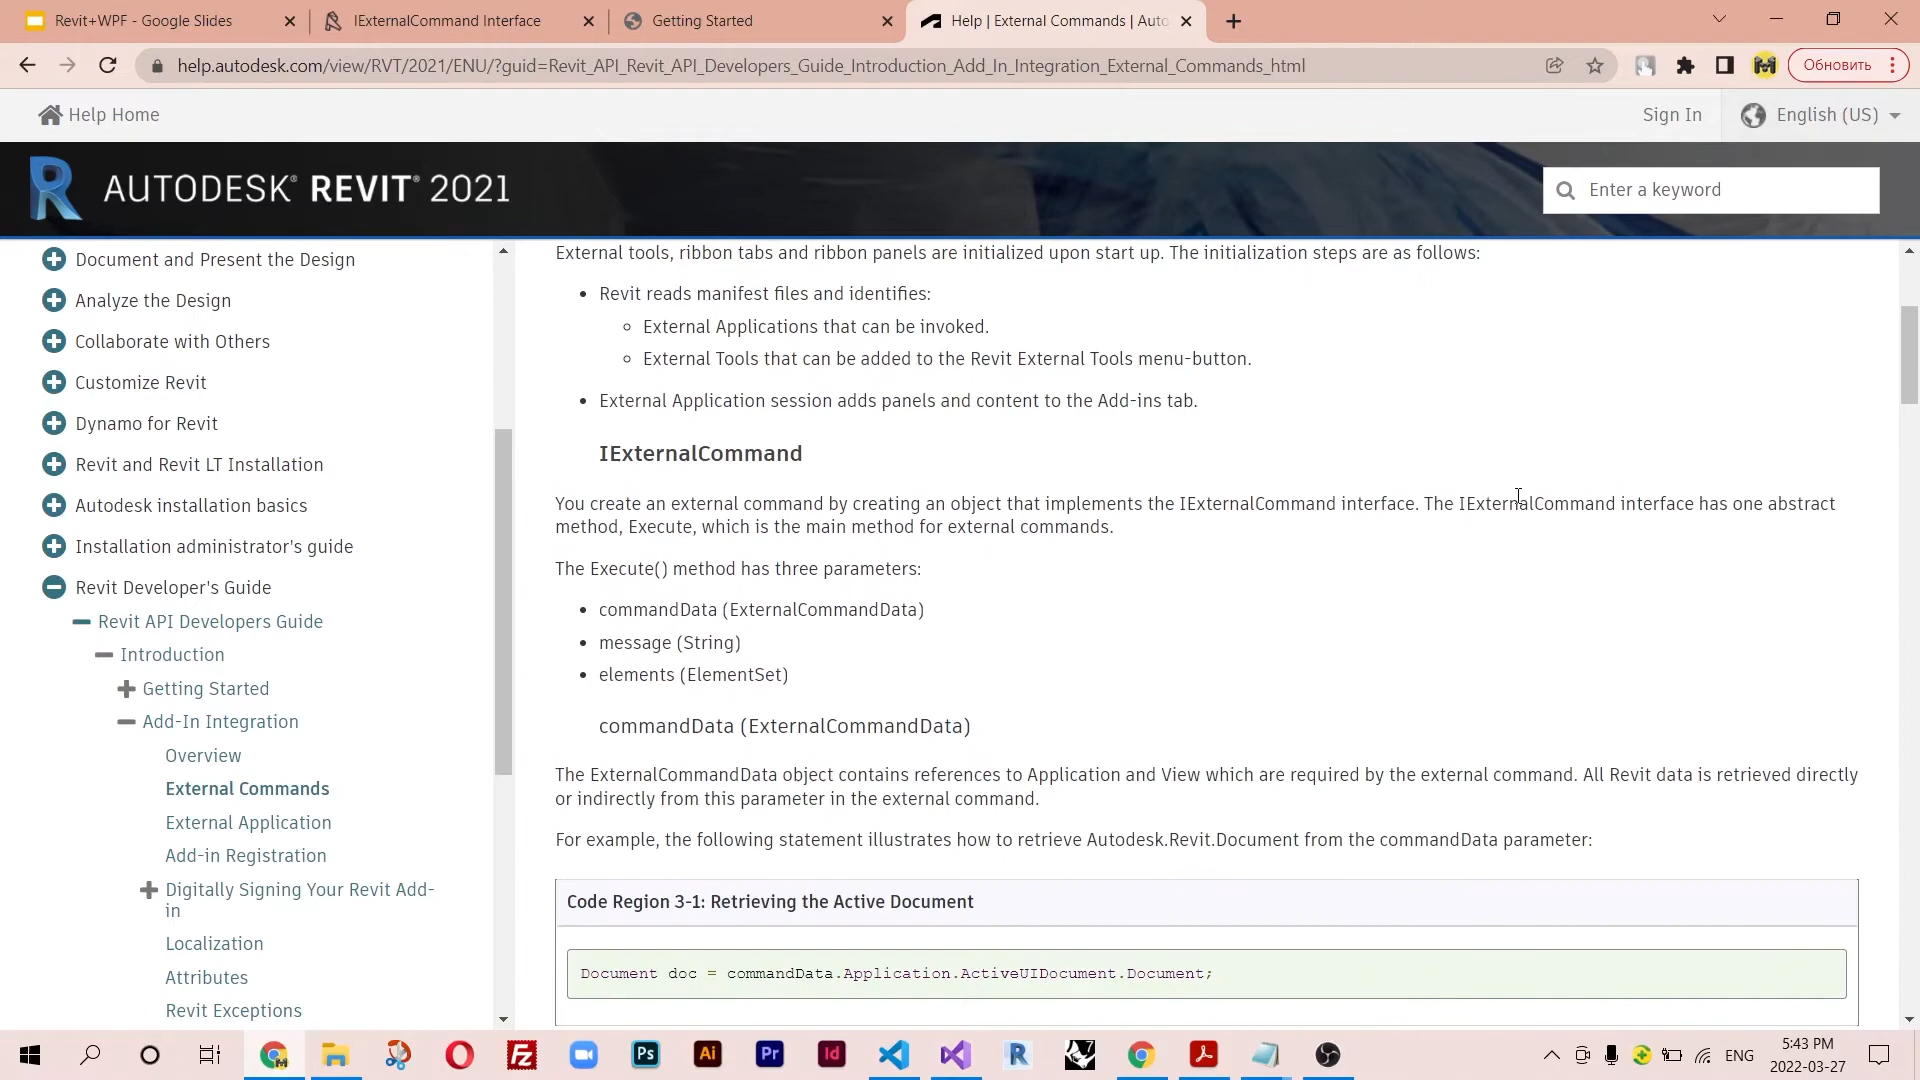 Revit+WPF - Google Slides
IExternalCommand Interface
Getting Started
Help | External Commands | Auto
help.autodesk.com/view/RVT/2021/ENU/?guid=Revit_API_Revit_API_Developers_Guide_Introduction_Add_In_Integration_External_Commands_html
Обновить
Help Home
Sign In
English (US)
AUTODESK® REVIT® 2021
Enter a keyword
Document and Present the Design
Analyze the Design
Collaborate with Others
Customize Revit
Dynamo for Revit
Revit and Revit LT Installation
Autodesk installation basics
Installation administrator's guide
Revit Developer's Guide
Revit API Developers Guide
Introduction
Getting Started
Add-In Integration
Overview
External Commands
External Application
Add-in Registration
Digitally Signing Your Revit Add-
in
Localization
Attributes
Revit Exceptions
External tools, ribbon tabs and ribbon panels are initialized upon start up. The initialization steps are as follows:
Revit reads manifest files and identifies:
External Applications that can be invoked.
External Tools that can be added to the Revit External Tools menu-button.
External Application session adds panels and content to the Add-ins tab.
IExternalCommand
You create an external command by creating an object that implements the IExternalCommand interface. The IExternalCommand interface has one abstract
method, Execute, which is the main method for external commands.
The Execute() method has three parameters:
commandData (ExternalCommandData)
message (String)
elements (ElementSet)
commandData (ExternalCommandData)
The ExternalCommandData object contains references to Application and View which are required by the external command. All Revit data is retrieved directly
or indirectly from this parameter in the external command.
For example, the following statement illustrates how to retrieve Autodesk.Revit.Document from the commandData parameter:
Code Region 3-1: Retrieving the Active Document
Document doc = commandData.Application.ActiveUIDocument.Document;
Ps
Ai
Pr
Id
R
ENG
5:43 PM
2022-03-27